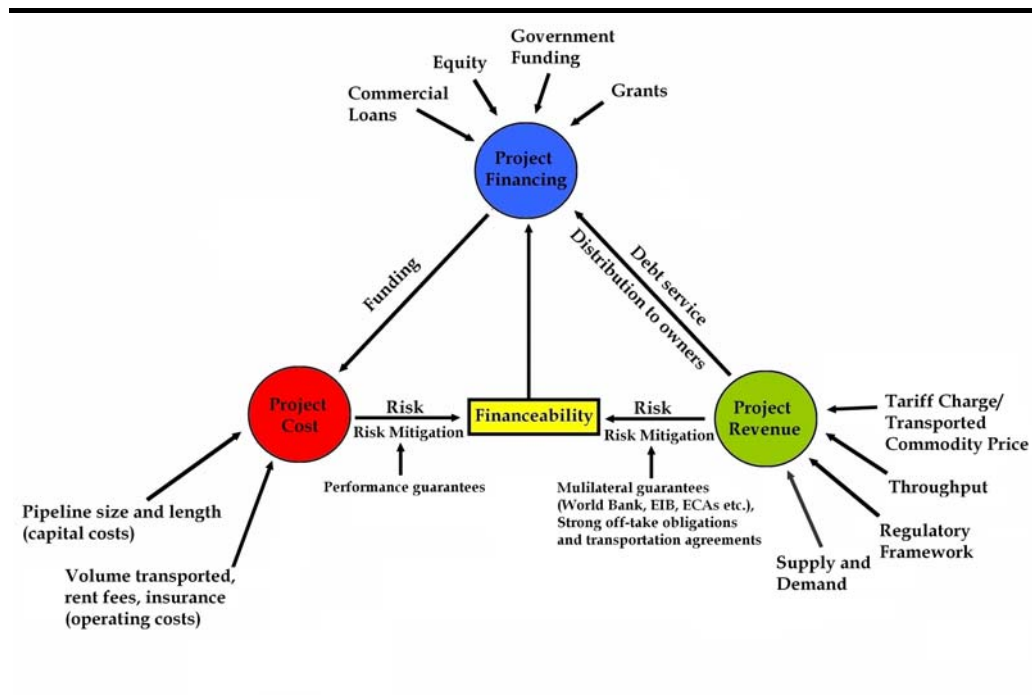 Government
Funding
Equity
Grants
Commercial
Loans
Project
Financing
Funding
Debt service
Distribution to owners
Project
Cost
Risk
Risk Mitigation
Financeability
Risk
Risk Mitigation
Project
Revenue
Tariff Charge/
Transported
Commodity Price
Performance guarantees
Mulilateral guarantees
(World Bank, EIB, ECAs etc.),
Strong off-take obligations
and transportation agreements
Throughput
Pipeline size and length
(capital costs)
Regulatory
Framework
Supply and
Demand
Volume transported,
rent fees, insurance
(operating costs)